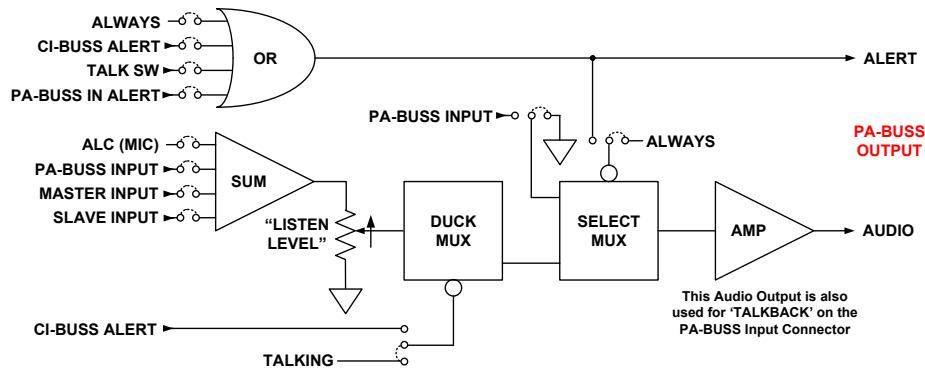 ALWAYS
CI-BUSS ALERT
TALK SW
PA-BUSS IN ALERT
OR
ALERT
PA-BUSS INPUT
ALWAYS
PA-BUSS
OUTPUT
ALC (MIC)
PA-BUSS INPUT
MASTER INPUT
SLAVE INPUT
SUM
“LISTEN
LEVEL”
DUCK
MUX
SELECT
MUX
AMP
AUDIO
This Audio Output is also
used for ‘TALKBACK’ on the
PA-BUSS Input Connector
CI-BUSS ALERT
TALKING